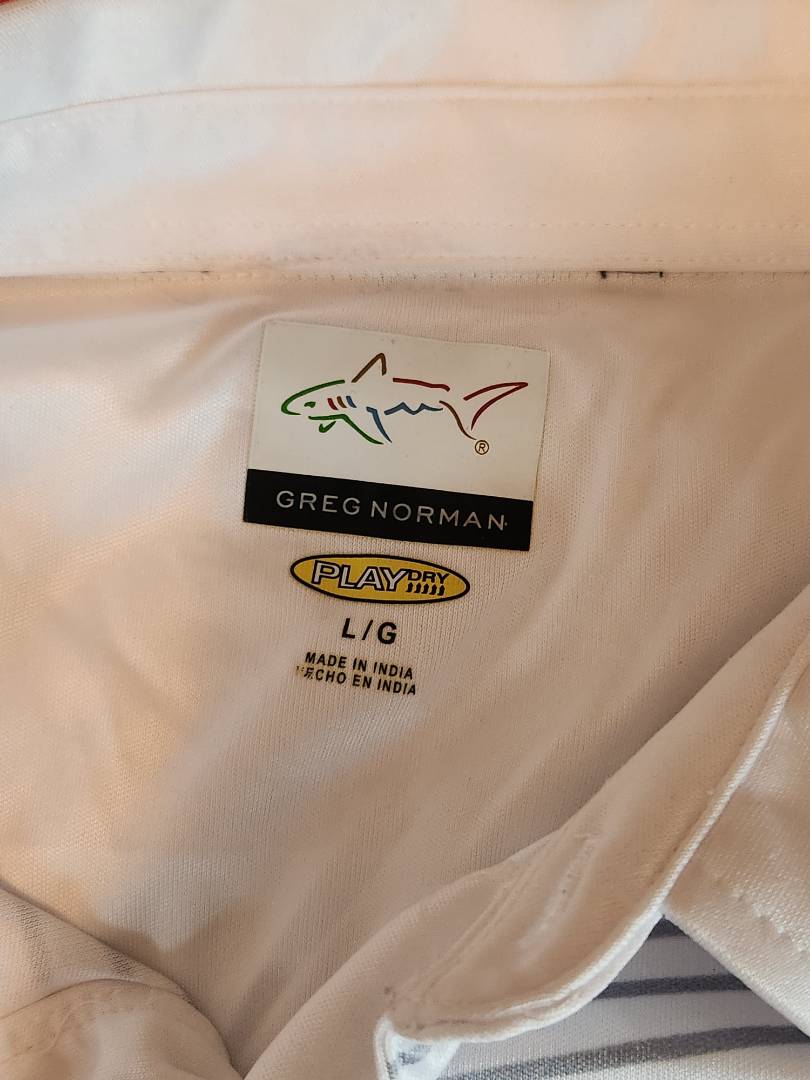 ®
GREG NORMAN
PLAYDRY
L/G
MADE IN INDIA
HECHO EN INDIA